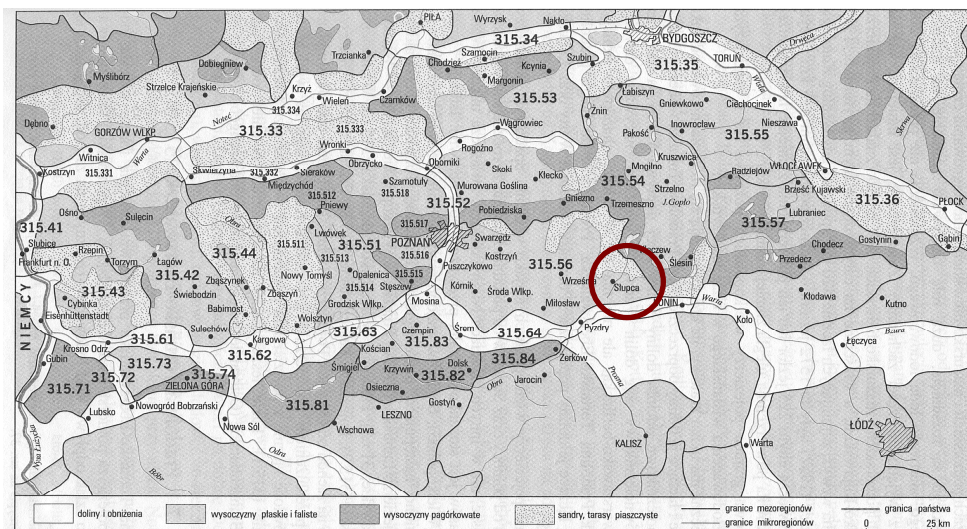 PIŁA
Wyrzysk
Nakło
BYDGOSZCZ
Drwęca
Trzcianka
315.34
Szamocin
Szubin
315.35
TORUŃ
Dobiegniew
Chodzież
Kcynia
Wisła
Myślibórz
Margonin
Strzelce Krajeńskie
Krzyż
Wieleń
Czarnków
315.53
Łabiszyn
Gniewkowo
Ciechocinek
315.334
Noteć
Żnin
Nieszawa
Dębno
315.33
315.333
Wągrowiec
Pakość
Inowrocław
315.55
Skrwa
GORZÓW WLKP.
Wronki
Rogoźno
Witnica
Warta
Obrzycko
Oborniki
Kruszwica
Kostrzyn
315.331
Skwierzyna
315.332
Sieraków
Skoki
Mogilno
WŁOCŁAWEK
Międzychód
Szamotuły
Kłecko
315.54
Strzelno
Radziejów
Brześć Kujawski
315.512
315.518
Murowana Goślina
Gniezno
Trzemeszno
J.Gopło
Lubraniec
315.36
PŁOCK
Ośno
Sulęcin
Obra
Pniewy
315.52
Pobiedziska
315.57
315.41
Lwówek
315.517
Gostynin
Gąbin
Słubice
315.44
315.511
315.51
POZNAŃ
Swarzędz
Chodecz
Frankfurt n. O.
Rzepin
Torzym
Łagów
315.513
315.516
Kostrzyn
Ślesin
Przedecz
315.42
Zbąszynek
Nowy Tomyśl
Opalenica
Puszczykowo
315.56
315.43
Świebodzin
Zbąszyń
315.514
315.515
Stęszew
Kórnik
Września
Słupca
Kłodawa
Cybinka
Babimost
Grodzisk Wlkp.
Mosina
Środa Wlkp.
Kutno
Eisenhüttenstadt
Sulechów
Wolsztyn
Miłosław
Warta
NIEMCY
Kargowa
315.63
Czempiń
Śrem
315.64
Pyzdry
Koło
Bzura
315.61
315.62
Kościan
315.83
Łęczyca
Krosno Odrz.
315.73
Śmigiel
Krzywiń
Dolsk
315.84
Żerków
Gubin
315.72
315.74
315.82
Prosna
ZIELONA GÓRA
Osieczna
Obra
Jarocin
315.71
315.81
Gostyń
Lubsko
Nowogród Bobrzański
LESZNO
Nowa Sól
Wschowa
ŁÓDŹ
Nysa Łużycka
Odra
KALISZ
Warta
Bóbr
doliny i obniżenia
wysoczyzny płaskie i faliste
wysoczyzny pagórkowate
sandry, tarasy piaszczyste
granice mezoregionów
granice mikroregionów
granice państwa
0 25 km